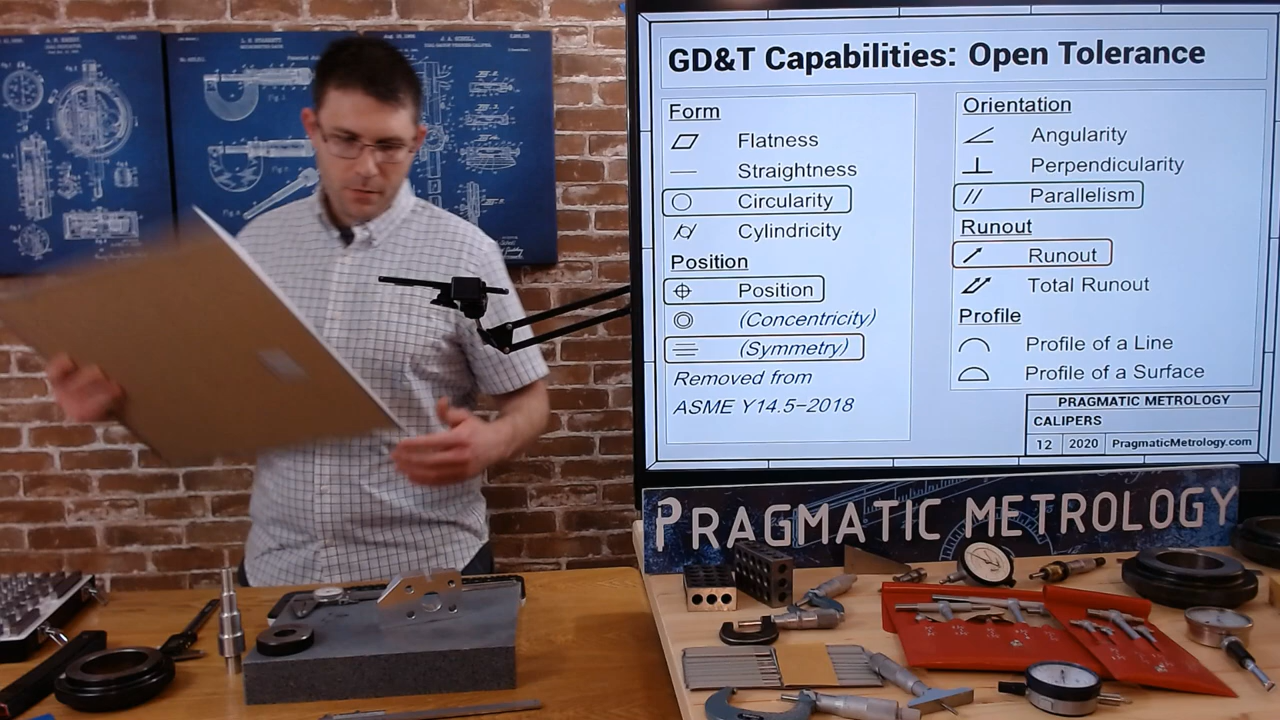 GD&T Capabilities: Open Tolerance
Form
Flatness
Straightness
Circularity
Cylindricity
Position
Position
(Concentricity)
(Symmetry)
Removed from
ASME Y14.5-2018
Orientation
Angularity
Perpendicularity
Parallelism
Runout
Runout
Total Runout
Profile
Profile of a Line
Profile of a Surface
PRAGMATIC METROLOGY
CALIPERS
12 2020 PragmaticMetrology.com
PRAGMATIC METROLOGY